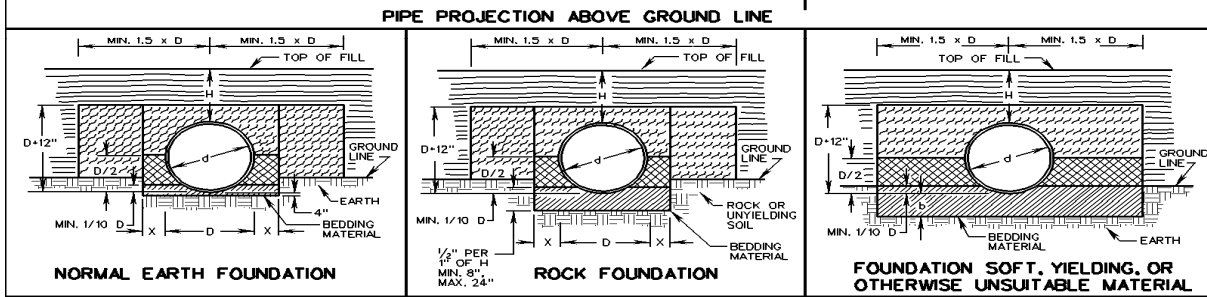 PIPE PROJECTION ABOVE GROUND LINE
MIN. 1.5 x D
MIN. 1.5 x D
TOP OF FILL
H
D+12"
d
D/2
GROUND
LINE
EARTH
MIN. 1/10 D
4"
X
D
X
BEDDING
MATERIAL
NORMAL EARTH FOUNDATION
MIN. 1.5 x D
MIN. 1.5 x D
TOP OF FILL
H
D+12"
d
D/2
GROUND
LINE
ROCK OR
UNYIELDING
SOIL
MIN. 1/10 D
X
D
X
BEDDING
MATERIAL
1/2" PER
1" OF H
MIN. 8",
MAX. 24"
ROCK FOUNDATION
MIN. 1.5 x D
MIN. 1.5 x D
TOP OF FILL
H
D+12"
d
D/2
GROUND
LINE
b
MIN. 1/10 D
BEDDING
MATERIAL
EARTH
FOUNDATION SOFT, YIELDING, OR
OTHERWISE UNSUITABLE MATERIAL